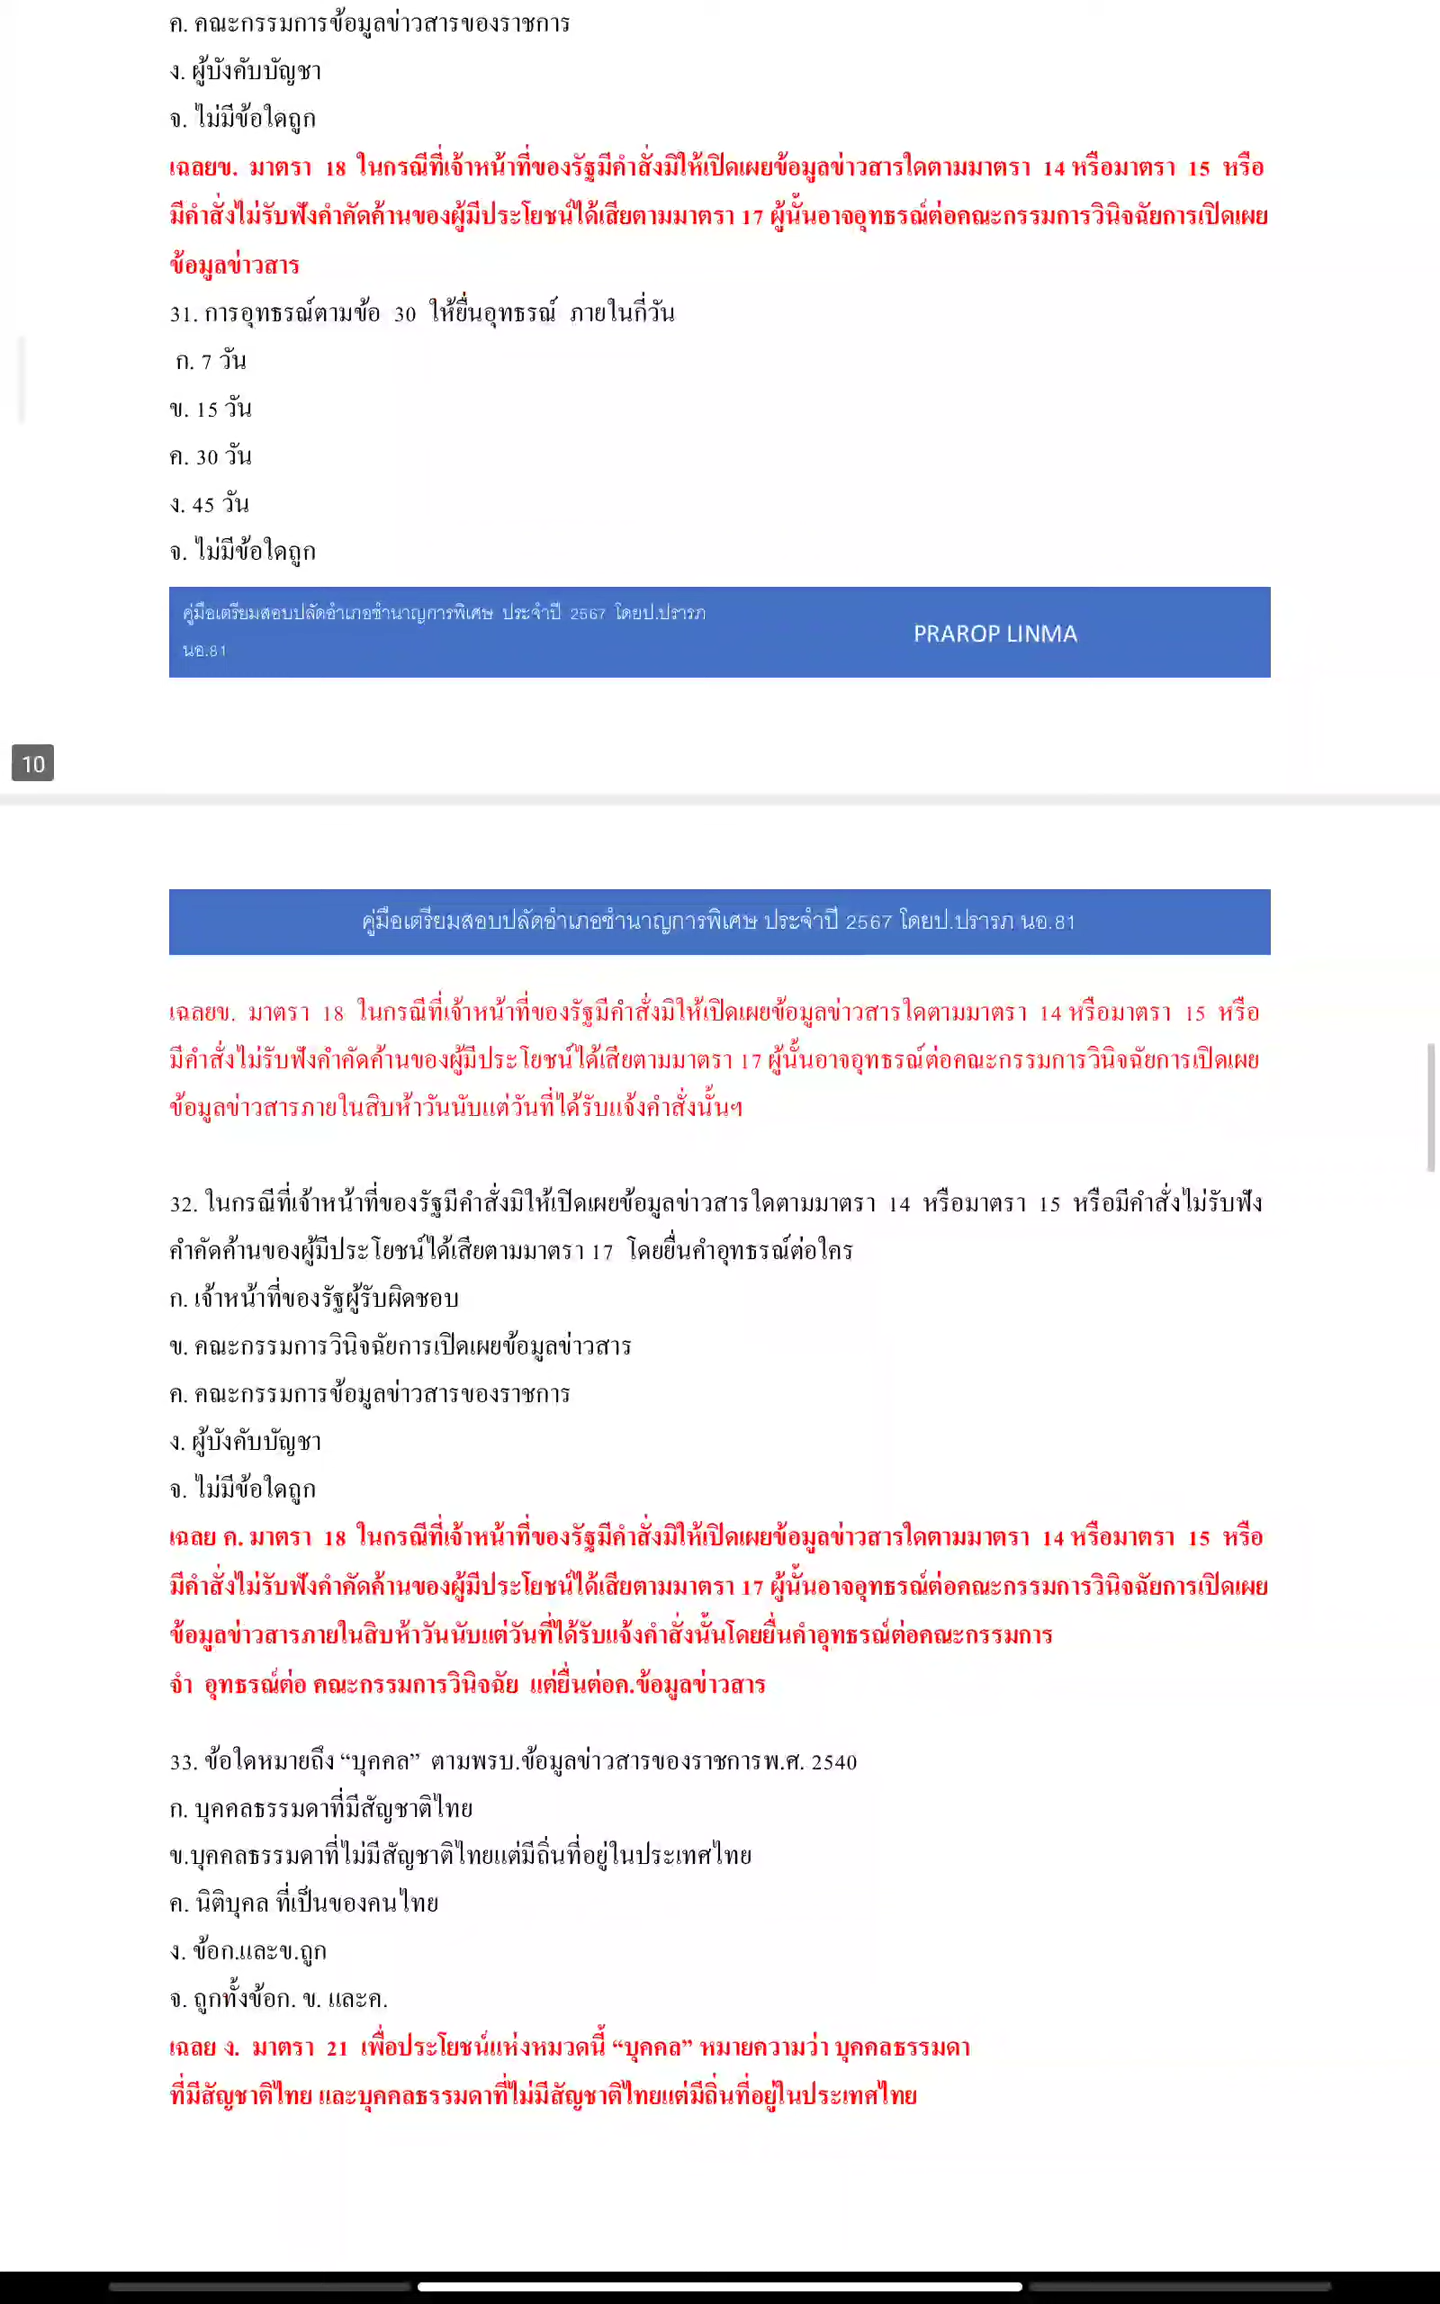 ค. คณะกรรมการข้อมูลข่าวสารของราชการ
ง. ผู้บังคับบัญชา
จ. ไม่มีข้อใดถูก
เฉลยข. มาตรา 18 ในกรณีที่เจ้าหน้าที่ของรัฐมีคำสั่งมิให้เปิดเผยข้อมูลข่าวสารใดตามมาตรา 14 หรือมาตรา 15 หรือ
มีคำสั่งไม่รับฟังคำคัดค้านของผู้มีประโยชน์ได้เสียตามมาตรา 17 ผู้นั้นอาจอุทธรณ์ต่อคณะกรรมการวินิจฉัยการเปิดเผย
ข้อมูลข่าวสาร
31. การอุทธรณ์ตามข้อ 30 ให้ยื่นอุทธรณ์ ภายในกี่วัน
ก. 7 วัน
ข. 15 วัน
ค. 30 วัน
ง. 45 วัน
จ. ไม่มีข้อใดถูก
คู่มือเตรียมสอบปลัดอำเภอชำนาญการพิเศษ ประจำปี 2567 โดยป.ปรารภ
นอ.81
PRAROP LINMA
10
คู่มือเตรียมสอบปลัดอำเภอชำนาญการพิเศษ ประจำปี 2567 โดยป.ปรารภ นอ.81
เฉลยข. มาตรา 18 ในกรณีที่เจ้าหน้าที่ของรัฐมีคำสั่งมิให้เปิดเผยข้อมูลข่าวสารใดตามมาตรา 14 หรือมาตรา 15 หรือ
มีคำสั่งไม่รับฟังคำคัดค้านของผู้มีประโยชน์ได้เสียตามมาตรา 17 ผู้นั้นอาจอุทธรณ์ต่อคณะกรรมการวินิจฉัยการเปิดเผย
ข้อมูลข่าวสารภายในสิบห้าวันนับแต่วันที่ได้รับแจ้งคำสั่งนั้นฯ
32. ในกรณีที่เจ้าหน้าที่ของรัฐมีคำสั่งมิให้เปิดเผยข้อมูลข่าวสารใดตามมาตรา 14 หรือมาตรา 15 หรือมีคำสั่งไม่รับฟัง
คำคัดค้านของผู้มีประโยชน์ได้เสียตามมาตรา 17 โดยยื่นคำอุทธรณ์ต่อใคร
ก. เจ้าหน้าที่ของรัฐผู้รับผิดชอบ
ข. คณะกรรมการวินิจฉัยการเปิดเผยข้อมูลข่าวสาร
ค. คณะกรรมการข้อมูลข่าวสารของราชการ
ง. ผู้บังคับบัญชา
จ. ไม่มีข้อใดถูก
เฉลย ค. มาตรา 18 ในกรณีที่เจ้าหน้าที่ของรัฐมีคำสั่งมิให้เปิดเผยข้อมูลข่าวสารใดตามมาตรา 14 หรือมาตรา 15 หรือ
มีคำสั่งไม่รับฟังคำคัดค้านของผู้มีประโยชน์ได้เสียตามมาตรา 17 ผู้นั้นอาจอุทธรณ์ต่อคณะกรรมการวินิจฉัยการเปิดเผย
ข้อมูลข่าวสารภายในสิบห้าวันนับแต่วันที่ได้รับแจ้งคำสั่งนั้นโดยยื่นคำอุทธรณ์ต่อคณะกรรมการ
จำ อุทธรณ์ต่อ คณะกรรมการวินิจฉัย แต่ยื่นต่อค.ข้อมูลข่าวสาร
33. ข้อใดหมายถึง “บุคคล” ตามพรบ.ข้อมูลข่าวสารของราชการพ.ศ. 2540
ก. บุคคลธรรมดาที่มีสัญชาติไทย
ข.บุคคลธรรมดาที่ไม่มีสัญชาติไทยแต่มีถิ่นที่อยู่ในประเทศไทย
ค. นิติบุคล ที่เป็นของคนไทย
ง. ข้อก.และข.ถูก
จ. ถูกทั้งข้อก. ข. และค.
เฉลย ง. มาตรา 21 เพื่อประโยชน์แห่งหมวดนี้ “บุคคล” หมายความว่า บุคคลธรรมดา
ที่มีสัญชาติไทย และบุคคลธรรมดาที่ไม่มีสัญชาติไทยแต่มีถิ่นที่อยู่ในประเทศไทย